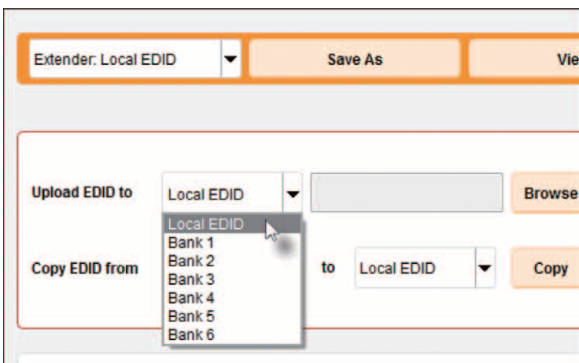 Extender: Local EDID Save As Vie
Upload EDID to Local EDID Browse
Local EDID
Bank 1
Bank 2
Copy EDID from Bank 3 to Local EDID Copy
Bank 4
Bank 5
Bank 6